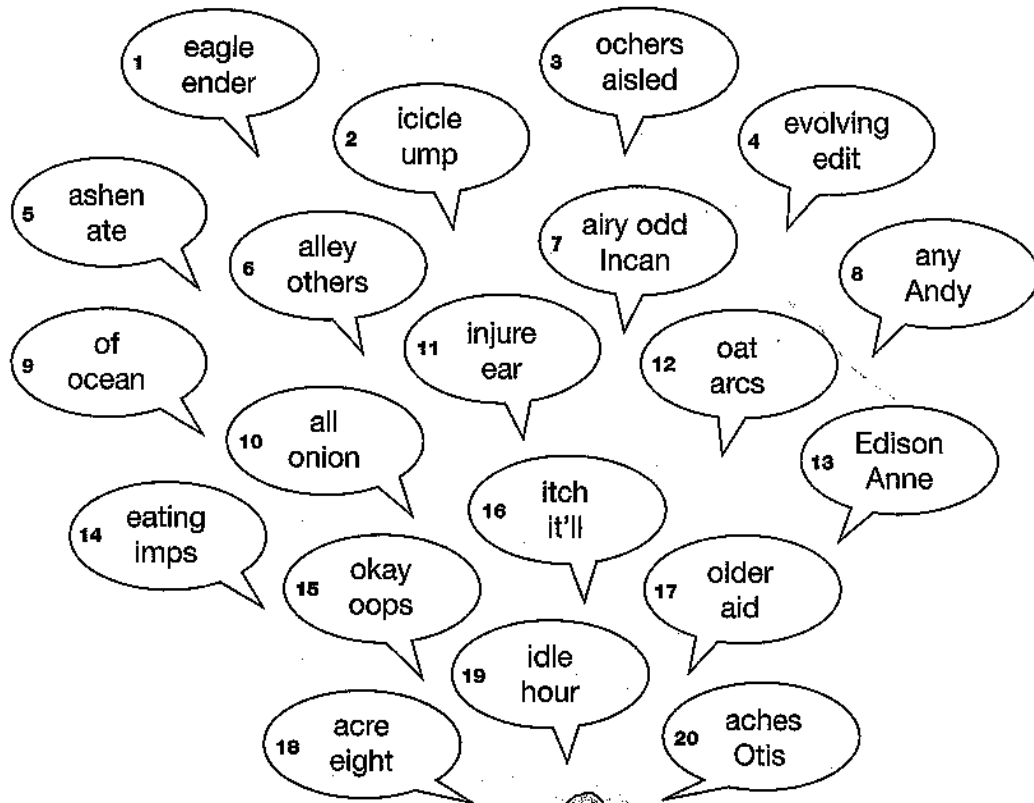 1 eagle
ender
2 icicle
ump
3 ochers
aisled
4 evolving
edit
5 ashen
ate
6 alley
others
7 airy odd
Incan
8 any
Andy
9 of
ocean
10 all
onion
11 injure
ear
12 oat
arcs
13 Edison
Anne
14 eating
imps
15 okay
oops
16 itch
it'll
17 older
aid
18 acre
eight
19 idle
hour
20 aches
Otis